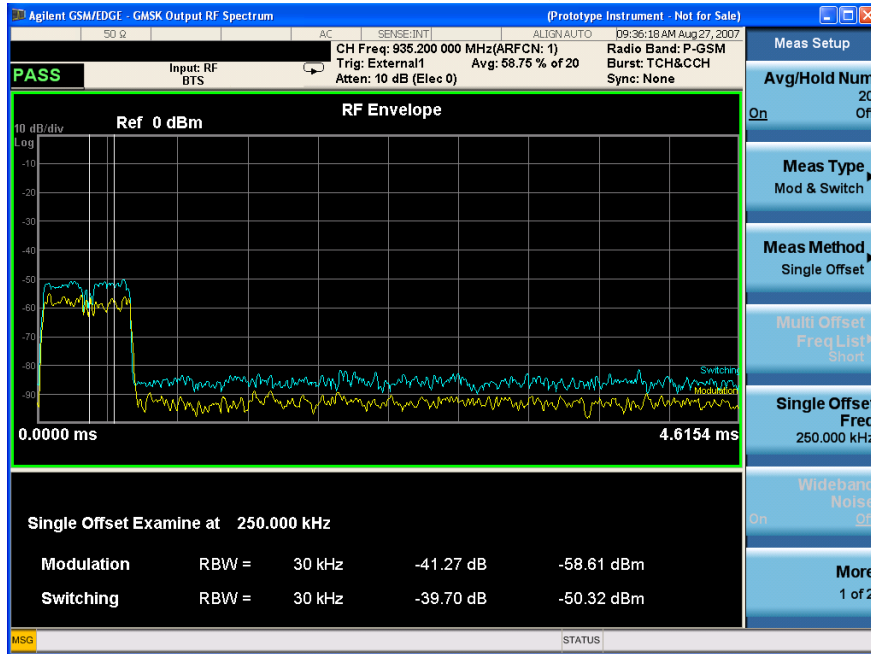 Agilent GSM/EDGE - GMSK Output RF Spectrum (Prototype Instrument - Not for Sale)
50 Ω AC SENSE:INT ALIGN AUTO 09:36:18 AM Aug 27, 2007
CH Freq: 935.200 000 MHz(ARFCN: 1) Radio Band: P-GSM
Trig: External1 Avg: 58.75 % of 20 Burst: TCH&CCH
Atten: 10 dB (Elec 0) Sync: None
PASS
Input: RF
BTS
RF Envelope
10 dB/div
Log
Ref 0 dBm
-10
-20
-30
-40
-50
-60
-70
-80
-90
Switching
Modulation
0.0000 ms 4.6154 ms
Single Offset Examine at 250.000 kHz
Modulation RBW = 30 kHz -41.27 dB -58.61 dBm
Switching RBW = 30 kHz -39.70 dB -50.32 dBm
MSG STATUS
Meas Setup
Avg/Hold Num
20
On Off
Meas Type
Mod & Switch
Meas Method
Single Offset
Multi Offset
Freq List
Short
Single Offset
Freq
250.000 kHz
Wideband
Noise
On Off
More
1 of 2